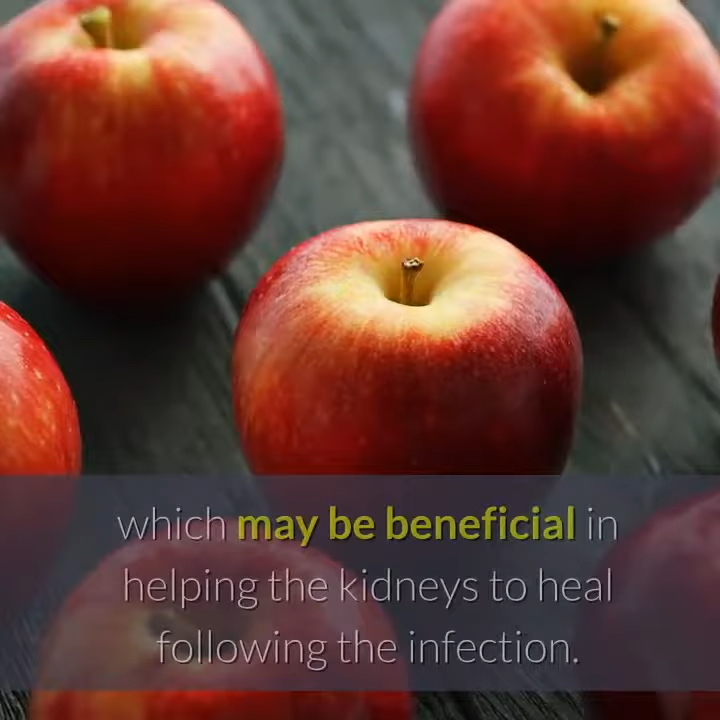 which may be beneficial in
helping the kidneys to heal
following the infection.